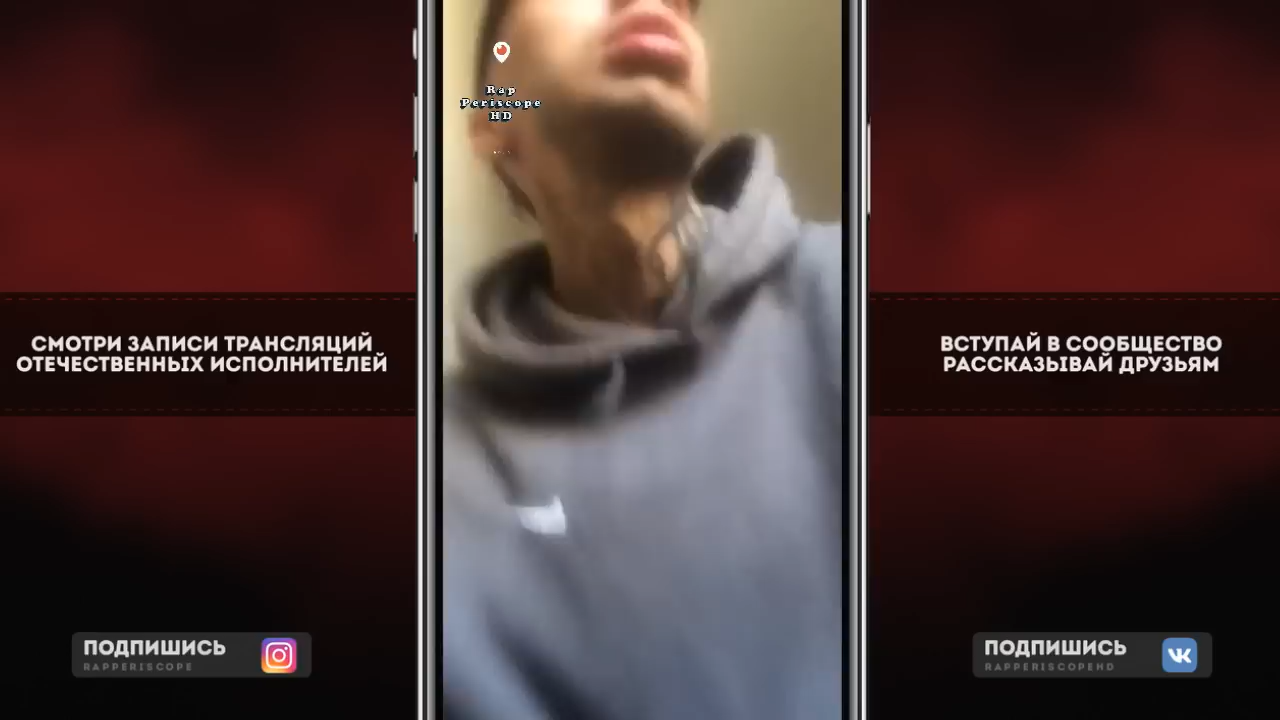 Rap
Periscope
HD
СМОТРИ ЗАПИСИ ТРАНСЛЯЦИЙ
ОТЕЧЕСТВЕННЫХ ИСПОЛНИТЕЛЕЙ
ВСТУПАЙ В СООБЩЕСТВО
РАССКАЗЫВАЙ ДРУЗЬЯМ
ПОДПИШИСЬ
RAPPERISCOPE
ПОДПИШИСЬ
RAPPERISCOPEHD